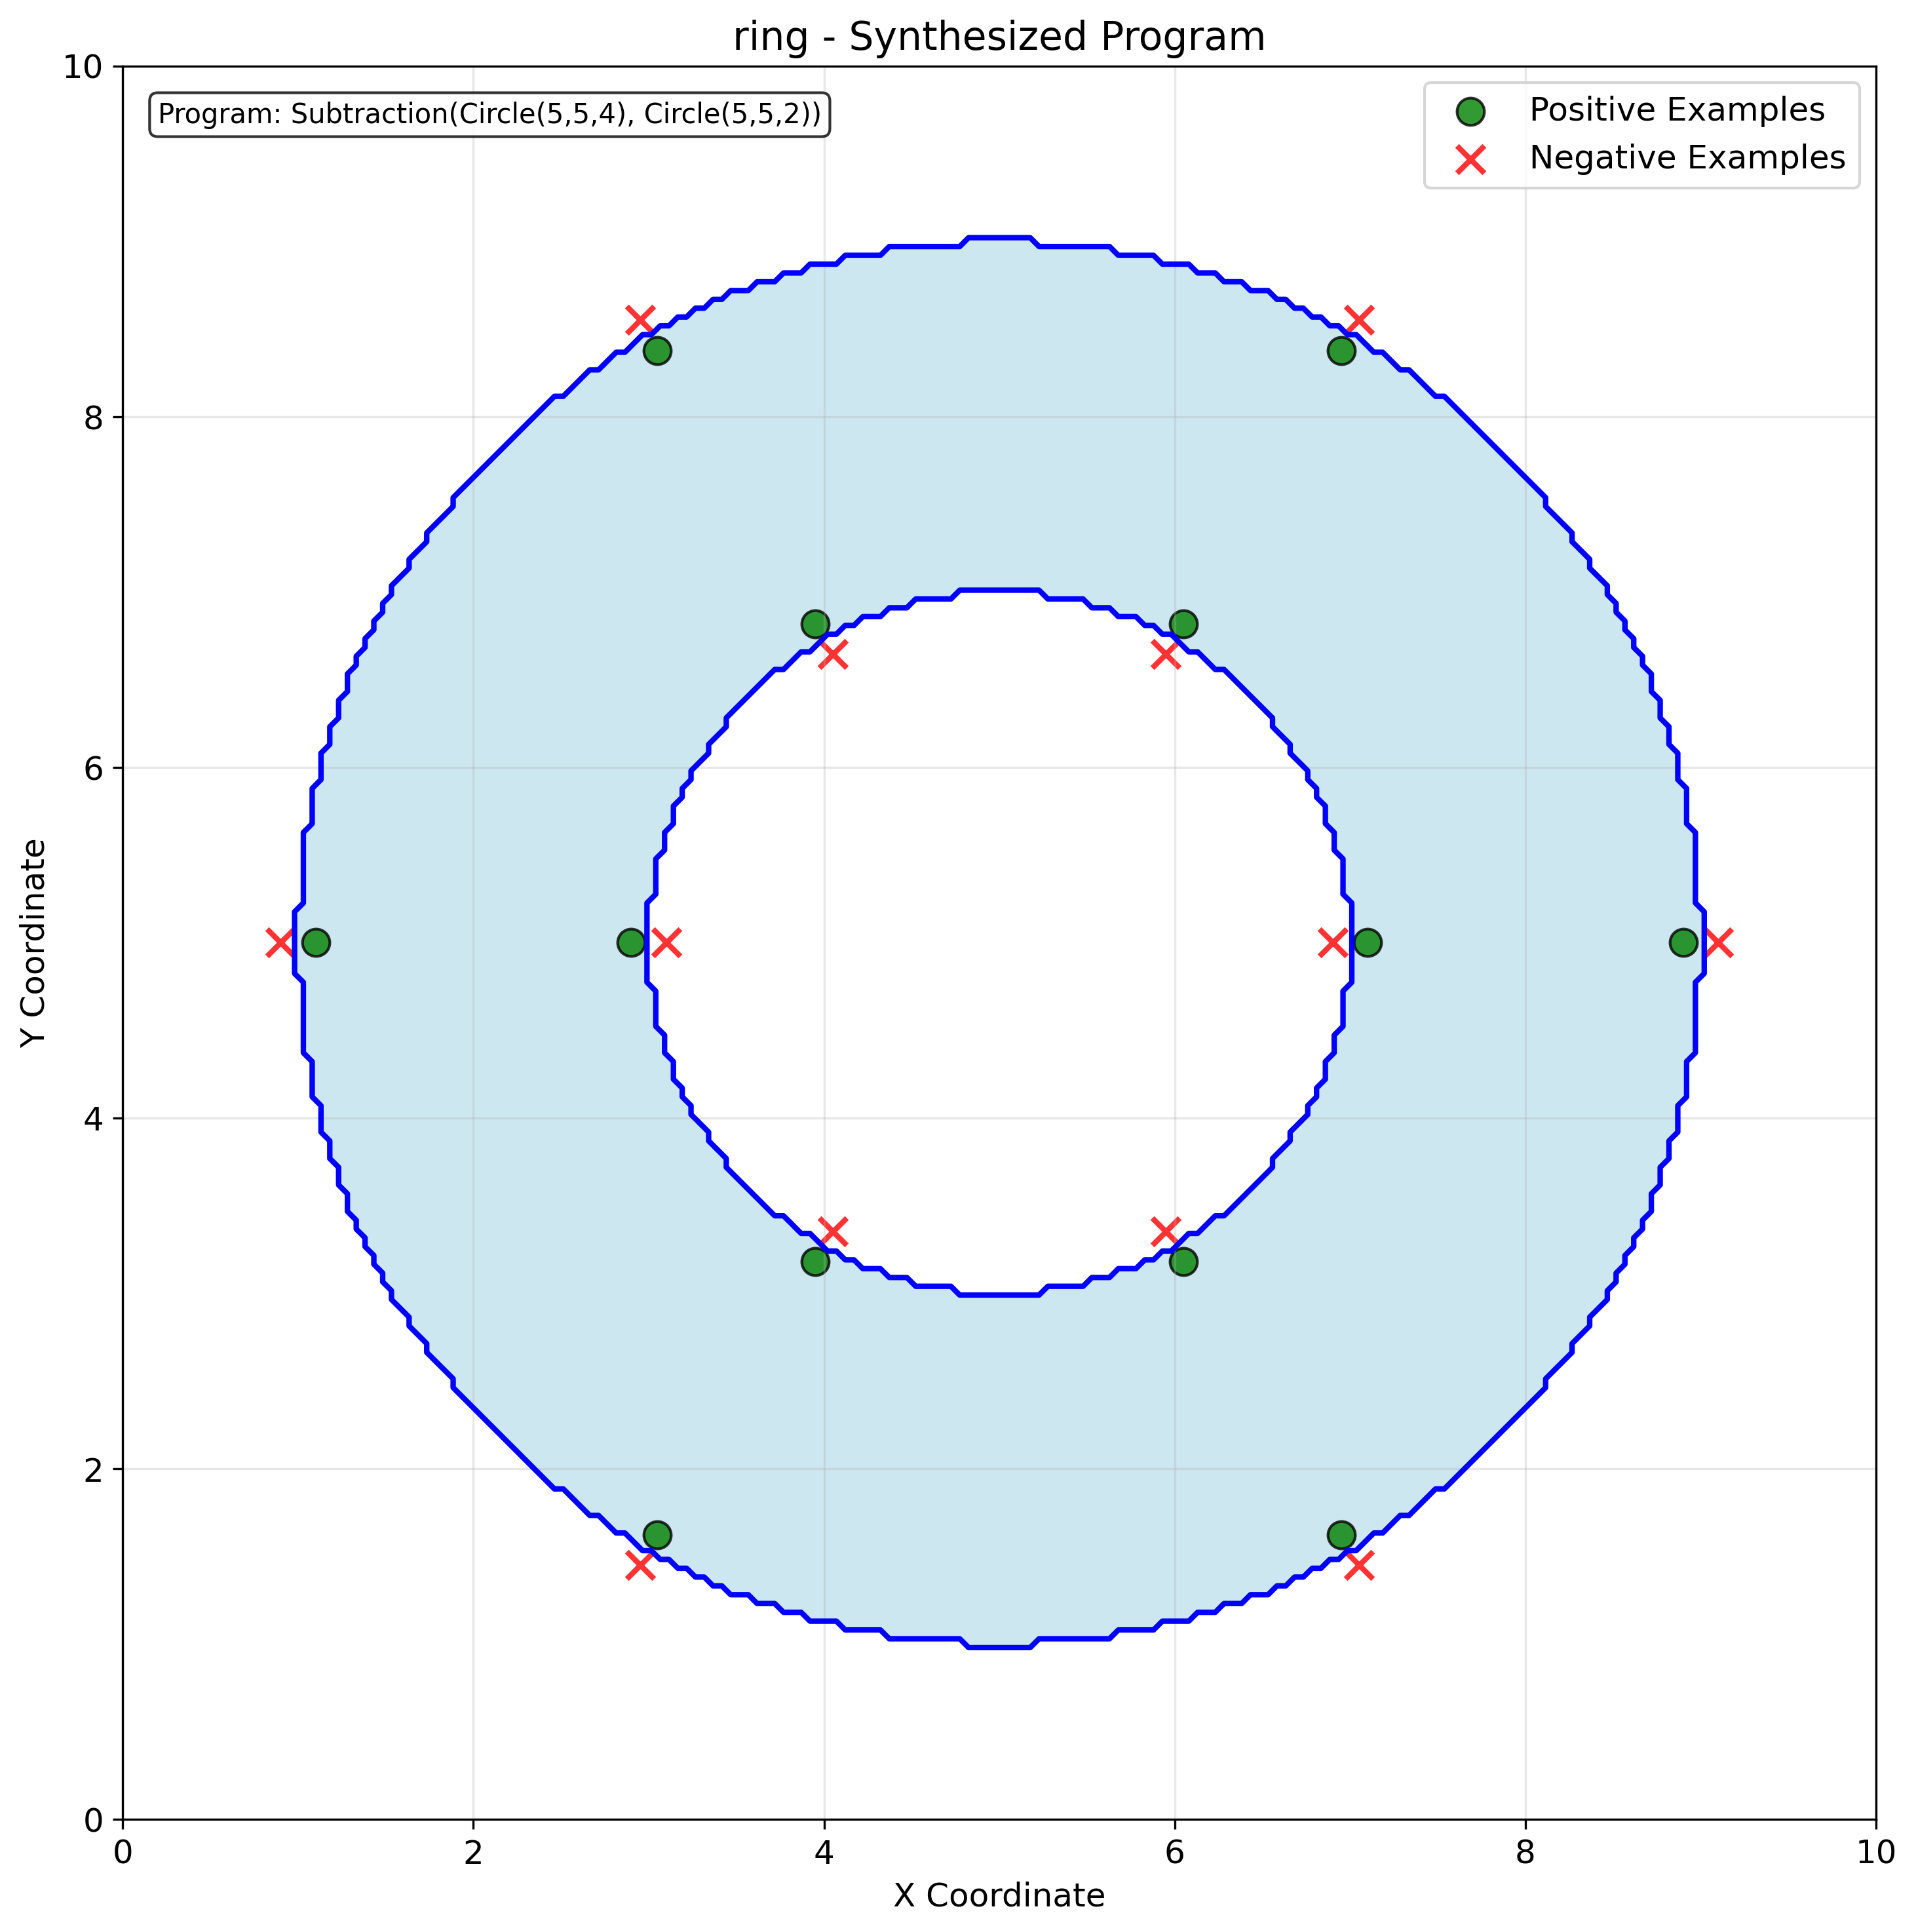 ring - Synthesized Program
Program: Subtraction(Circle(5,5,4), Circle(5,5,2))
Positive Examples
Negative Examples
10
8
6
4
2
0
Y Coordinate
0 2 4 6 8 10
X Coordinate